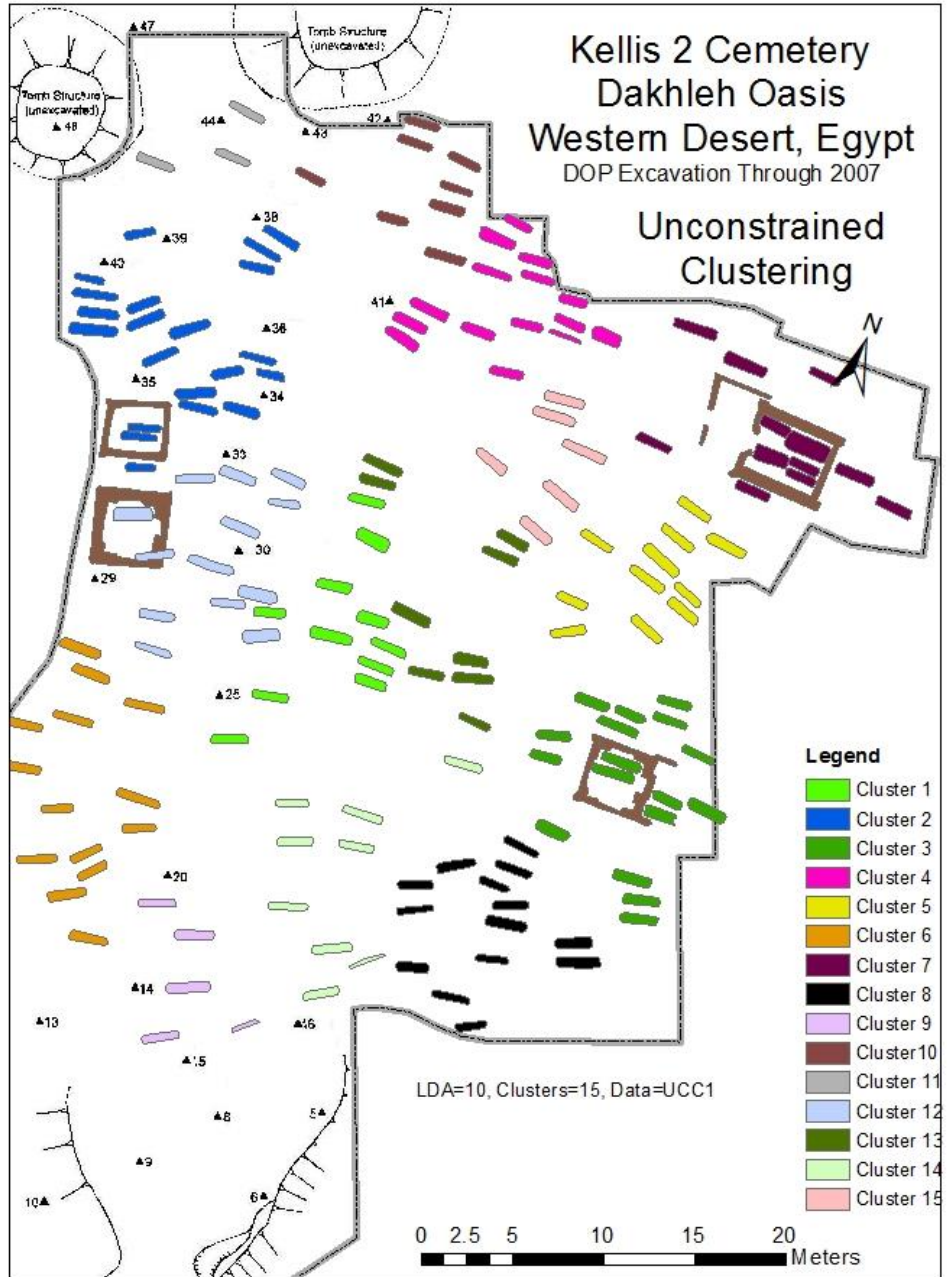 Kellis 2 Cemetery
Dakhleh Oasis
Western Desert, Egypt
DOP Excavation Through 2007
Unconstrained
Clustering
47
Tomb Structure
(unexcavated)
Tomb Structure
(unexcavated)
48
44
43
42
38
39
40
41
36
35
34
33
30
29
25
20
14
13
16
15
8
5
9
10
6
N
Legend
Cluster 1
Cluster 2
Cluster 3
Cluster 4
Cluster 5
Cluster 6
Cluster 7
Cluster 8
Cluster 9
Cluster10
Cluster 11
Cluster 12
Cluster 13
Cluster 14
Cluster 15
LDA=10, Clusters=15, Data=UCC1
0 2.5 5 10 15 20
Meters